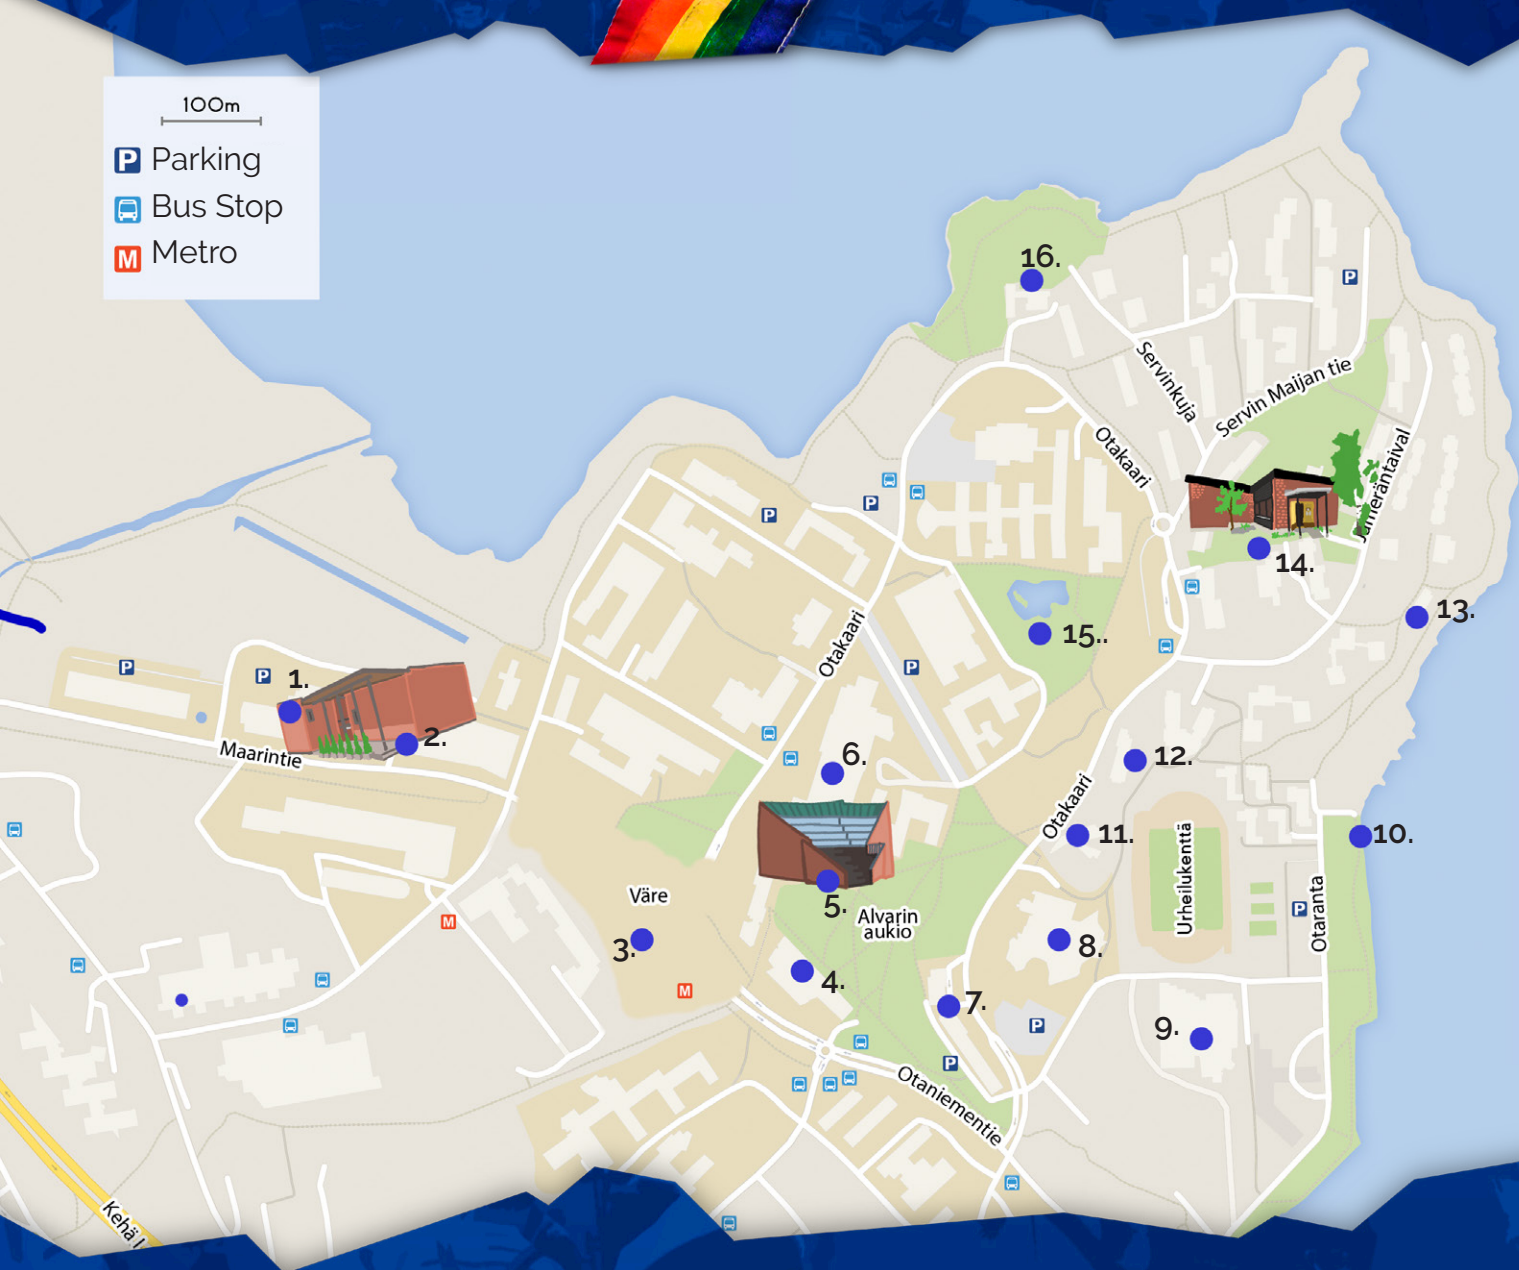 100m
P Parking
Bus Stop
M Metro
16.
P
Servinkuja
Servin Maijan tie
Otakaari
Jämeräntaival
P
P
14.
13.
15..
Otakaari
P
P
P
1.
2.
Maarintie
6.
12.
Otakaari
11.
10.
Urheilukenttä
Väre
5.
Alvarin
aukio
P
Otaranta
M
3.
8.
4.
M
7.
P
9.
P
Otaniementie
Kehä I